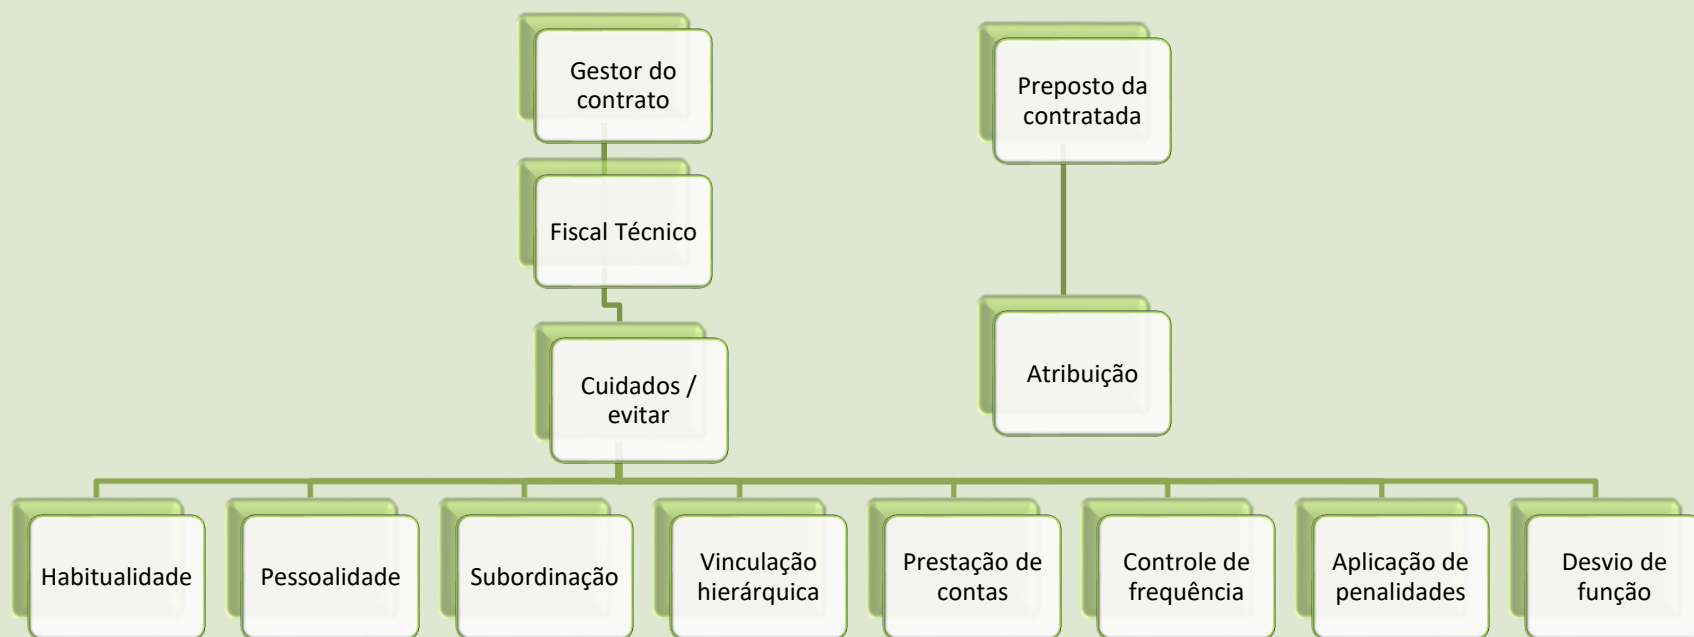 Gestor do
contrato
Preposto da
contratada
Fiscal Técnico
Cuidados /
evitar
Atribuição
Habitualidade
Pessoalidade
Subordinação
Vinculação
hierárquica
Prestação de
contas
Controle de
frequência
Aplicação de
penalidades
Desvio de
função